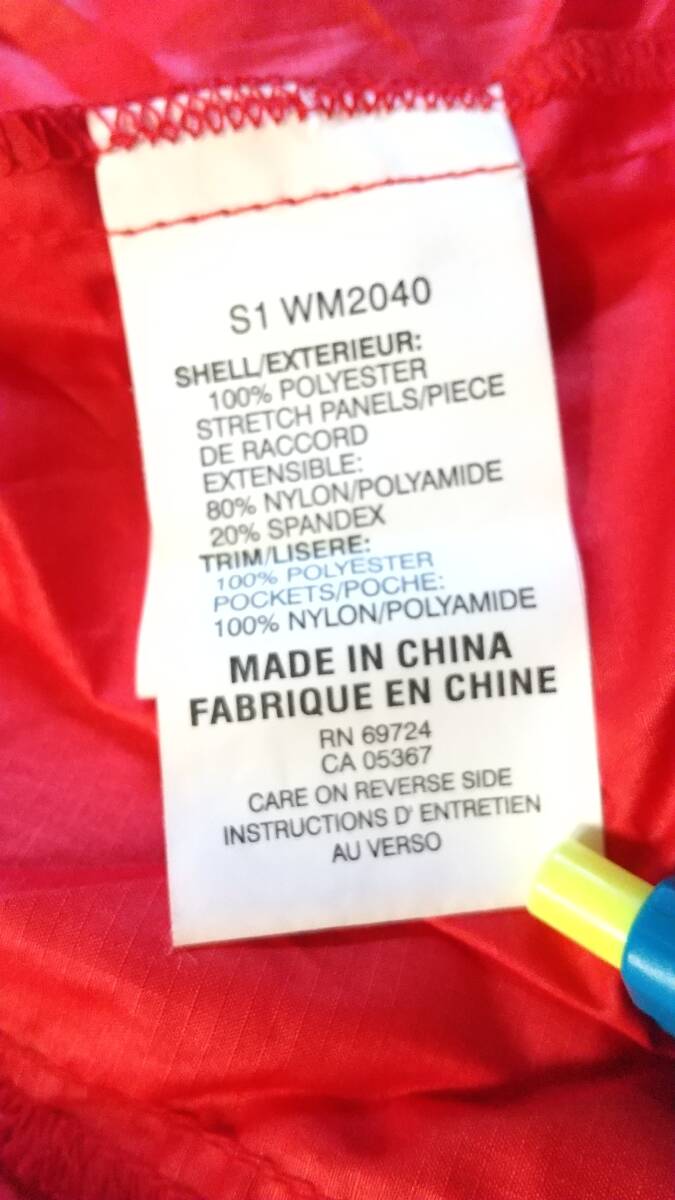 S1 WM2040
SHELL/EXTERIEUR:
100% POLYESTER
STRETCH PANELS/PIECE
DE RACCORD
EXTENSIBLE:
80% NYLON/POLYAMIDE
20% SPANDEX
TRIM/LISERE:
100% POLYESTER
POCKETS/POCHE:
100% NYLON/POLYAMIDE
MADE IN CHINA
FABRIQUE EN CHINE
RN 69724
CA 05367
CARE ON REVERSE SIDE
INSTRUCTIONS D' ENTRETIEN
AU VERSO